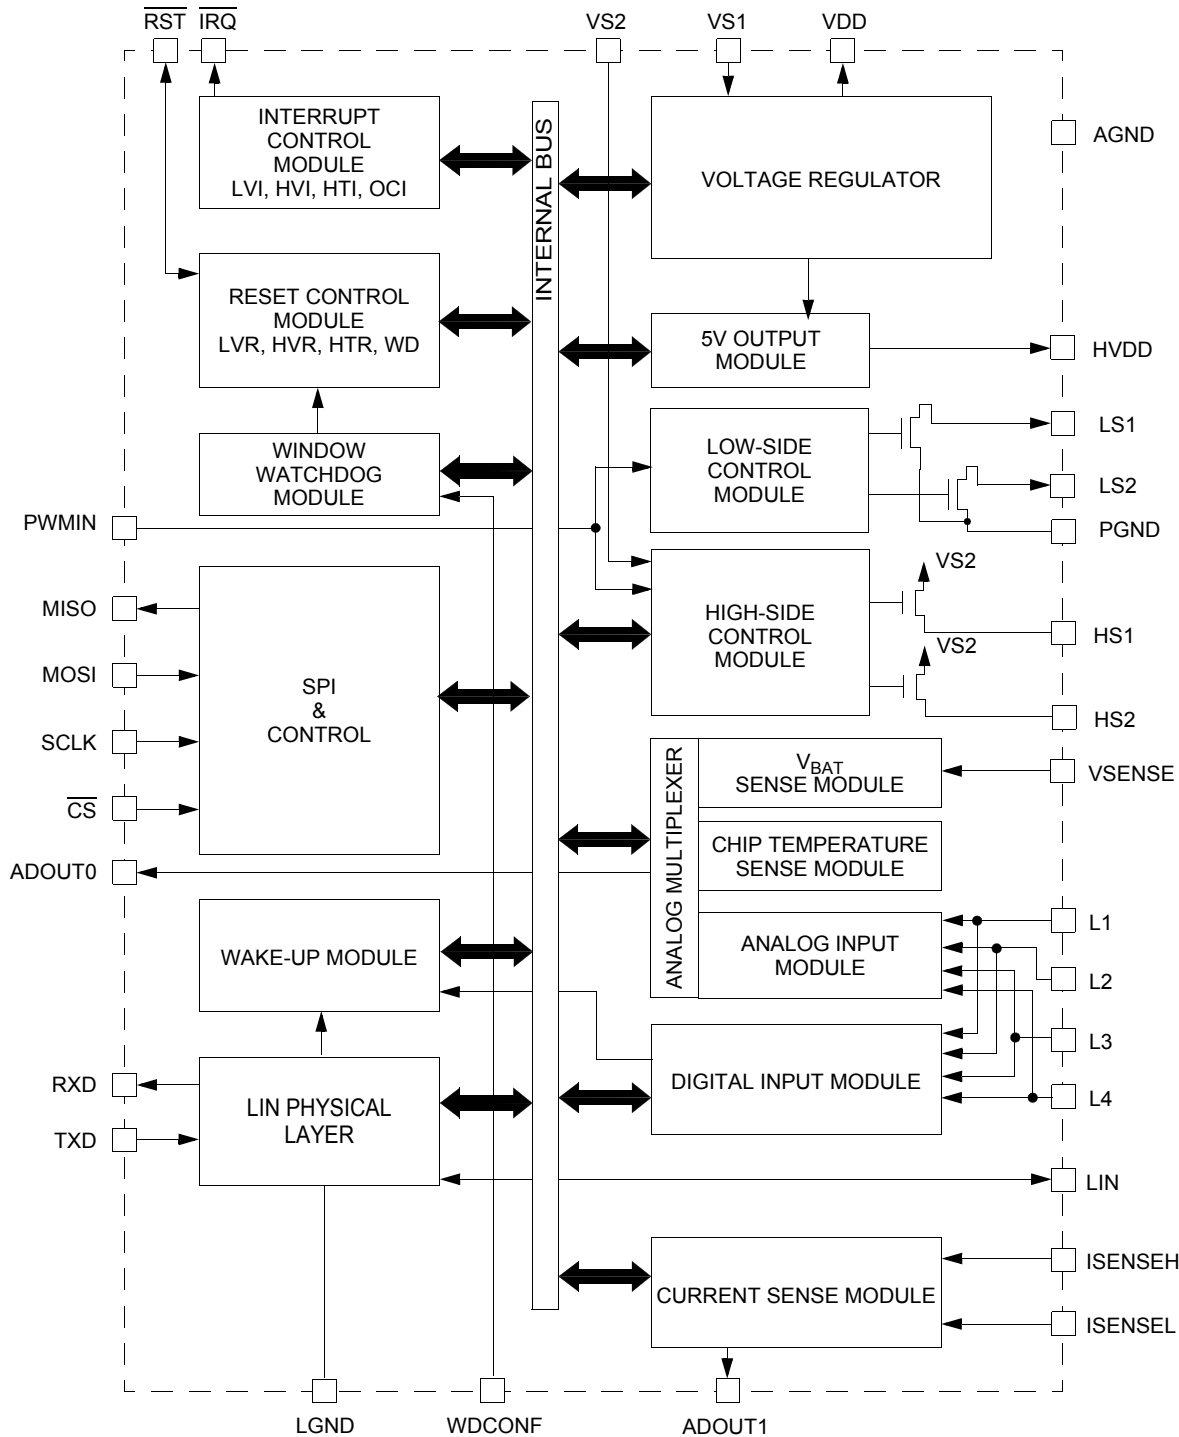 RST IRQ VS2 VS1 VDD
AGND
INTERRUPT
CONTROL
MODULE
LVI, HVI, HTI, OCI
INTERNAL BUS
VOLTAGE REGULATOR
RESET CONTROL
MODULE
LVR, HVR, HTR, WD
5V OUTPUT
MODULE
HVDD
WINDOW
WATCHDOG
MODULE
LOW-SIDE
CONTROL
MODULE
LS1
LS2
PGND
PWMIN
VS2
HIGH-SIDE
CONTROL
MODULE
HS1
VS2
HS2
MISO
MOSI
SCLK
CS
SPI
&
CONTROL
ANALOG MULTIPLEXER
VBAT
SENSE MODULE
VSENSE
CHIP TEMPERATURE
SENSE MODULE
ADOUT0
WAKE-UP MODULE
ANALOG INPUT
MODULE
L1
L2
L3
L4
DIGITAL INPUT MODULE
RXD
TXD
LIN PHYSICAL
LAYER
LIN
CURRENT SENSE MODULE
ISENSEH
ISENSEL
LGND WDCONF ADOUT1